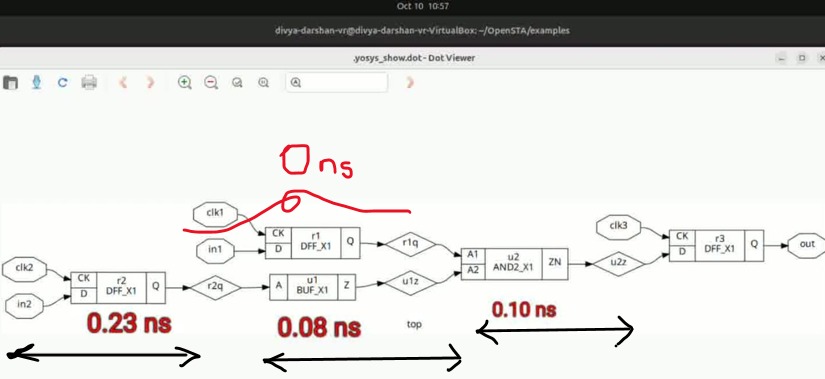 Oct 10 10:57
divya-darshan-vr@divya-darshan-vr-VirtualBox: ~/OpenSTA/examples
.yosys_show.dot - Dot Viewer
0 ns
clk1
CK
D
r1
DFF_X1
Q
r1q
in1
clk2
CK
D
r2
DFF_X1
Q
r2q
in2
A
u1
BUF_X1
Z
u1z
A1
A2
u2
AND2_X1
ZN
u2z
clk3
CK
D
r3
DFF_X1
Q
out
0.23 ns
0.08 ns
top
0.10 ns